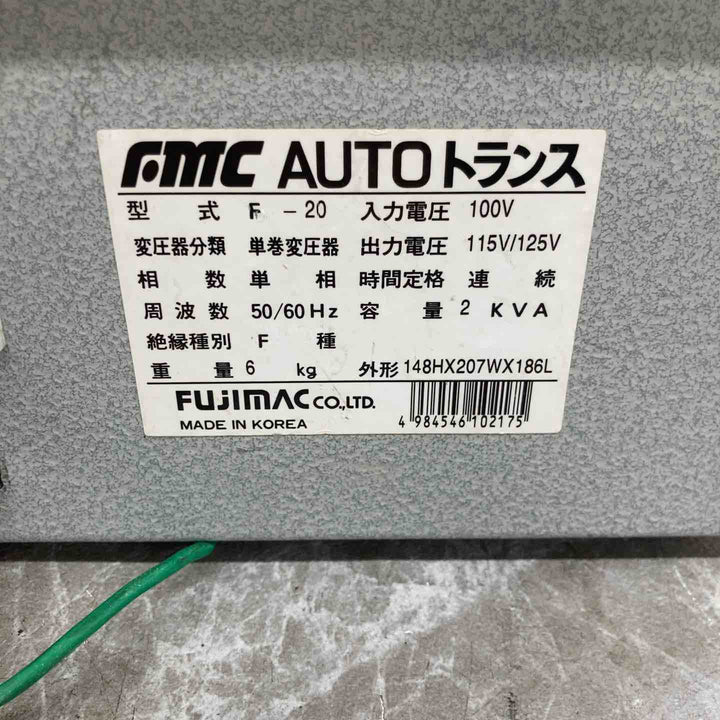 FMC AUTOトランス
型式 F-20 入力電圧 100V
変圧器分類 単巻変圧器 出力電圧 115V/125V
相数 単相 時間定格 連続
周波数 50/60Hz 容量 2 KVA
絶縁種別 F種
重量 6 kg 外形 148HX207WX186L
FUJIMAC CO.,LTD.
MADE IN KOREA
4 984546 102175